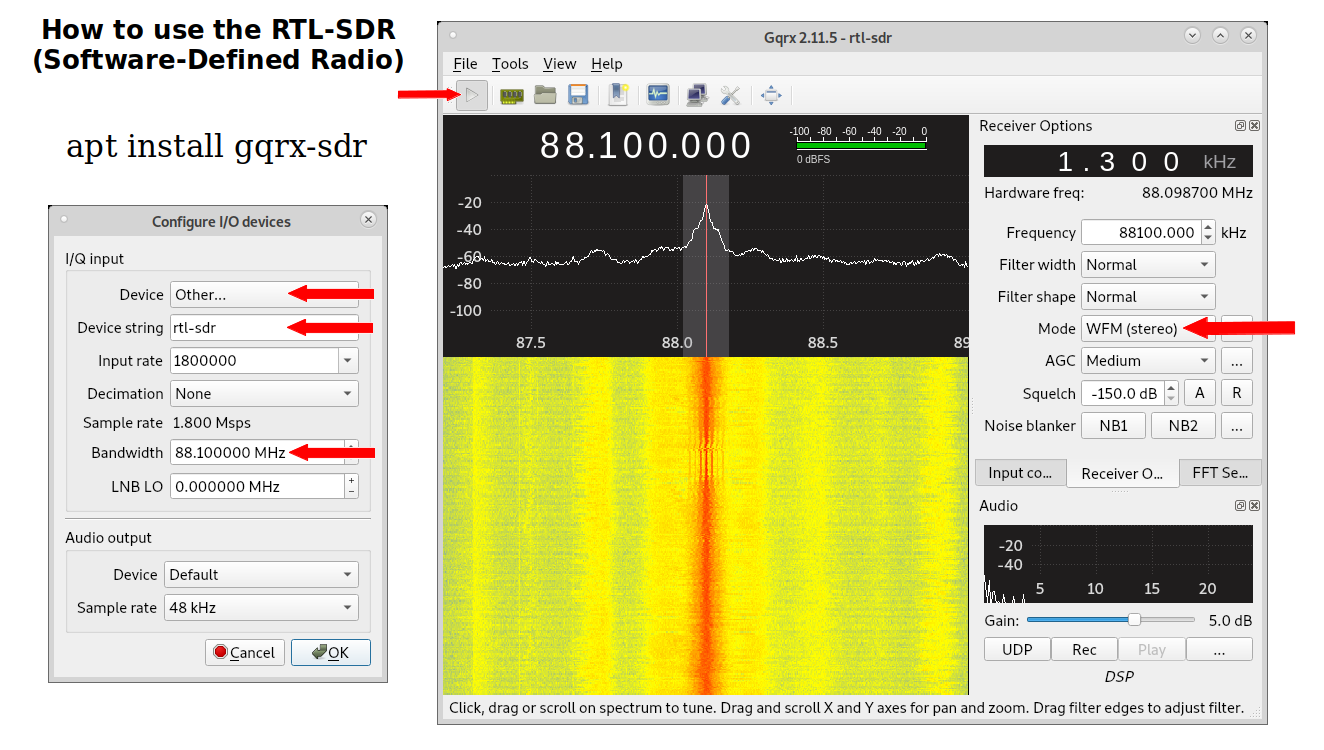 How to use the RTL-SDR
(Software-Defined Radio)
apt install gqrx-sdr
Configure I/O devices
I/Q input
Device Other...
Device string rtl-sdr
Input rate 1800000
Decimation None
Sample rate 1.800 Msps
Bandwidth 88.100000 MHz
LNB LO 0.000000 MHz
Audio output
Device Default
Sample rate 48 kHz
Cancel OK
Gqrx 2.11.5 - rtl-sdr
File Tools View Help
88.100.000
-100 -80 -60 -40 -20 0
0 dBFS
-20
-40
-60
-80
-100
87.5 88.0 88.5 89
Receiver Options
1.300 kHz
Hardware freq: 88.098700 MHz
Frequency 88100.000 kHz
Filter width Normal
Filter shape Normal
Mode WFM (stereo)
AGC Medium ...
Squelch -150.0 dB A R
Noise blanker NB1 NB2 ...
Input co... Receiver O... FFT Se...
Audio
-20
-40
5 10 15 20
Gain: 5.0 dB
UDP Rec Play ...
DSP
Click, drag or scroll on spectrum to tune. Drag and scroll X and Y axes for pan and zoom. Drag filter edges to adjust filter.